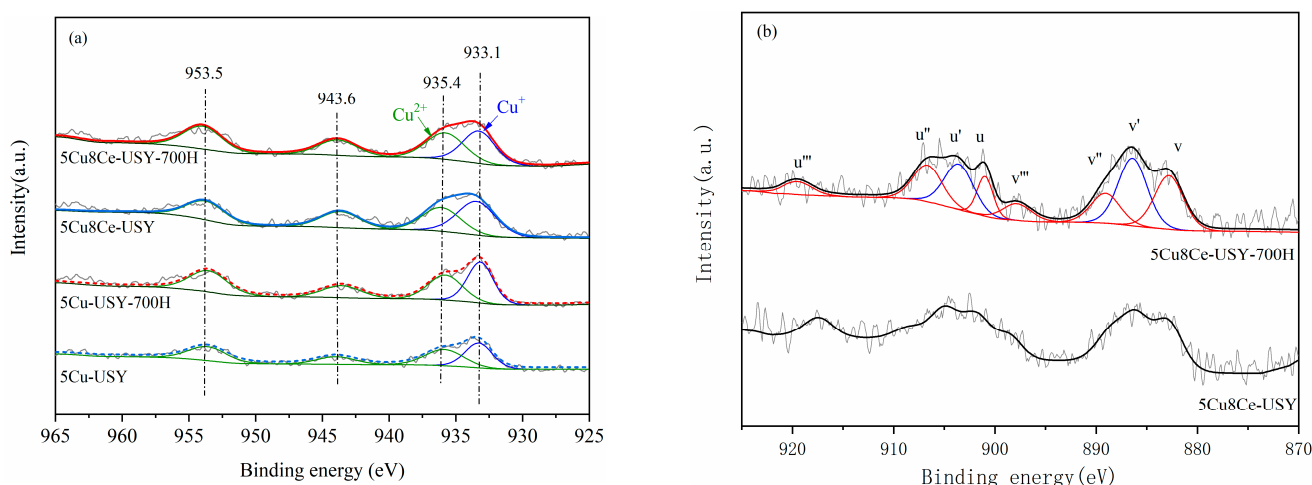 (a)
953.5
943.6
935.4
933.1
Cu²⁺
Cu⁺
5Cu8Ce-USY-700H
5Cu8Ce-USY
5Cu-USY-700H
5Cu-USY
Intensity(a.u.)
965 960 955 950 945 940 935 930 925
Binding energy (eV)
(b)
u'''
u''
u'
u
v'''
v''
v'
v
5Cu8Ce-USY-700H
5Cu8Ce-USY
Intensity(a. u.)
920 910 900 890 880 870
Binding energy(eV)